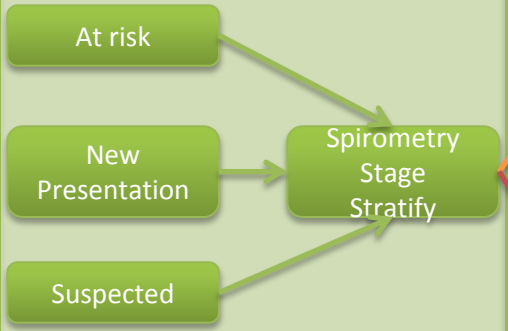 At risk
New
Presentation
Spirometry
Stage
Stratify
Suspected